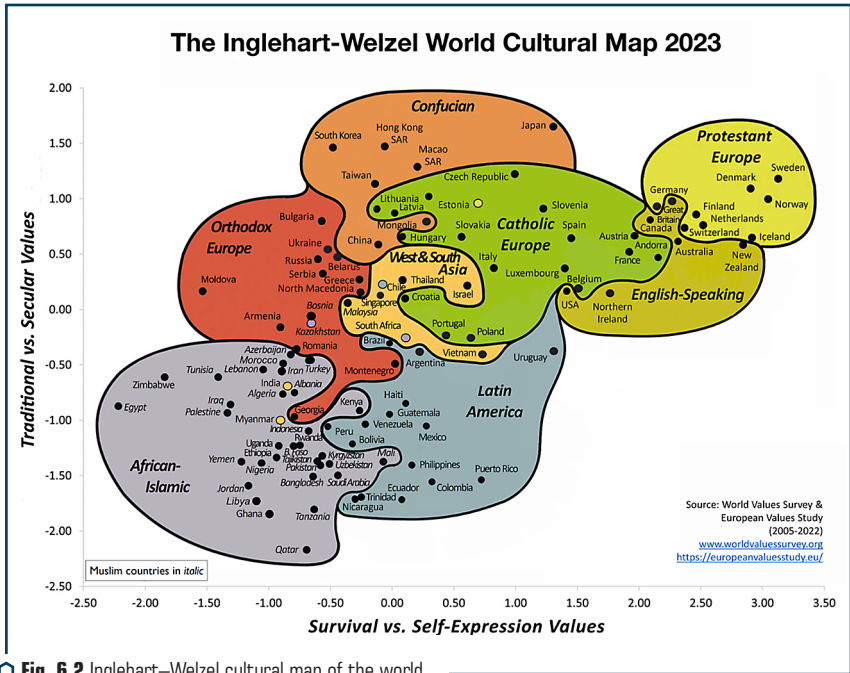 The Inglehart-Welzel World Cultural Map 2023
Traditional vs. Secular Values
2.00
1.50
1.00
0.50
0.00
-0.50
-1.00
-1.50
-2.00
-2.50
Confucian
Japan
South Korea
Hong Kong
SAR
Macao
SAR
Taiwan
China
Mongolia
Protestant
Europe
Sweden
Denmark
Norway
Germany
Finland
Netherlands
Switzerland
Iceland
Catholic
Europe
Czech Republic
Lithuania
Latvia
Estonia
Slovenia
Slovakia
Spain
Hungary
Austria
Andorra
France
Italy
Luxembourg
Belgium
Croatia
Portugal
Poland
English-Speaking
Great
Britain
Canada
Australia
New
Zealand
USA
Northern
Ireland
Orthodox
Europe
Bulgaria
Ukraine
Russia
Belarus
Serbia
Greece
North Macedonia
Moldova
Bosnia
Armenia
Kazakhstan
Romania
Montenegro
Georgia
West & South
Asia
Thailand
Chile
Israel
Singapore
Malaysia
South Africa
Vietnam
Latin
America
Brazil
Argentina
Uruguay
Haiti
Kenya
Guatemala
Venezuela
Mexico
Peru
Bolivia
Mali
Philippines
Puerto Rico
Ecuador
Colombia
Trinidad
Nicaragua
African-
Islamic
Azerbaijan
Morocco
Lebanon
Iran
Turkey
Tunisia
Zimbabwe
India
Albania
Algeria
Egypt
Iraq
Palestine
Myanmar
Indonesia
Rwanda
Uganda
B. Faso
Ethiopia
Tajikistan
Kyrgyzstan
Yemen
Nigeria
Pakistan
Uzbekistan
Bangladesh
Saudi Arabia
Jordan
Libya
Ghana
Tanzania
Qatar
Source: World Values Survey &
European Values Study
(2005-2022)
www.worldvaluessurvey.org
https://europeanvaluesstudy.eu/
Muslim countries in italic
-2.50 -2.00 -1.50 -1.00 -0.50 0.00 0.50 1.00 1.50 2.00 2.50 3.00 3.50
Survival vs. Self-Expression Values
Fig. 6.2 Inglehart–Welzel cultural map of the world